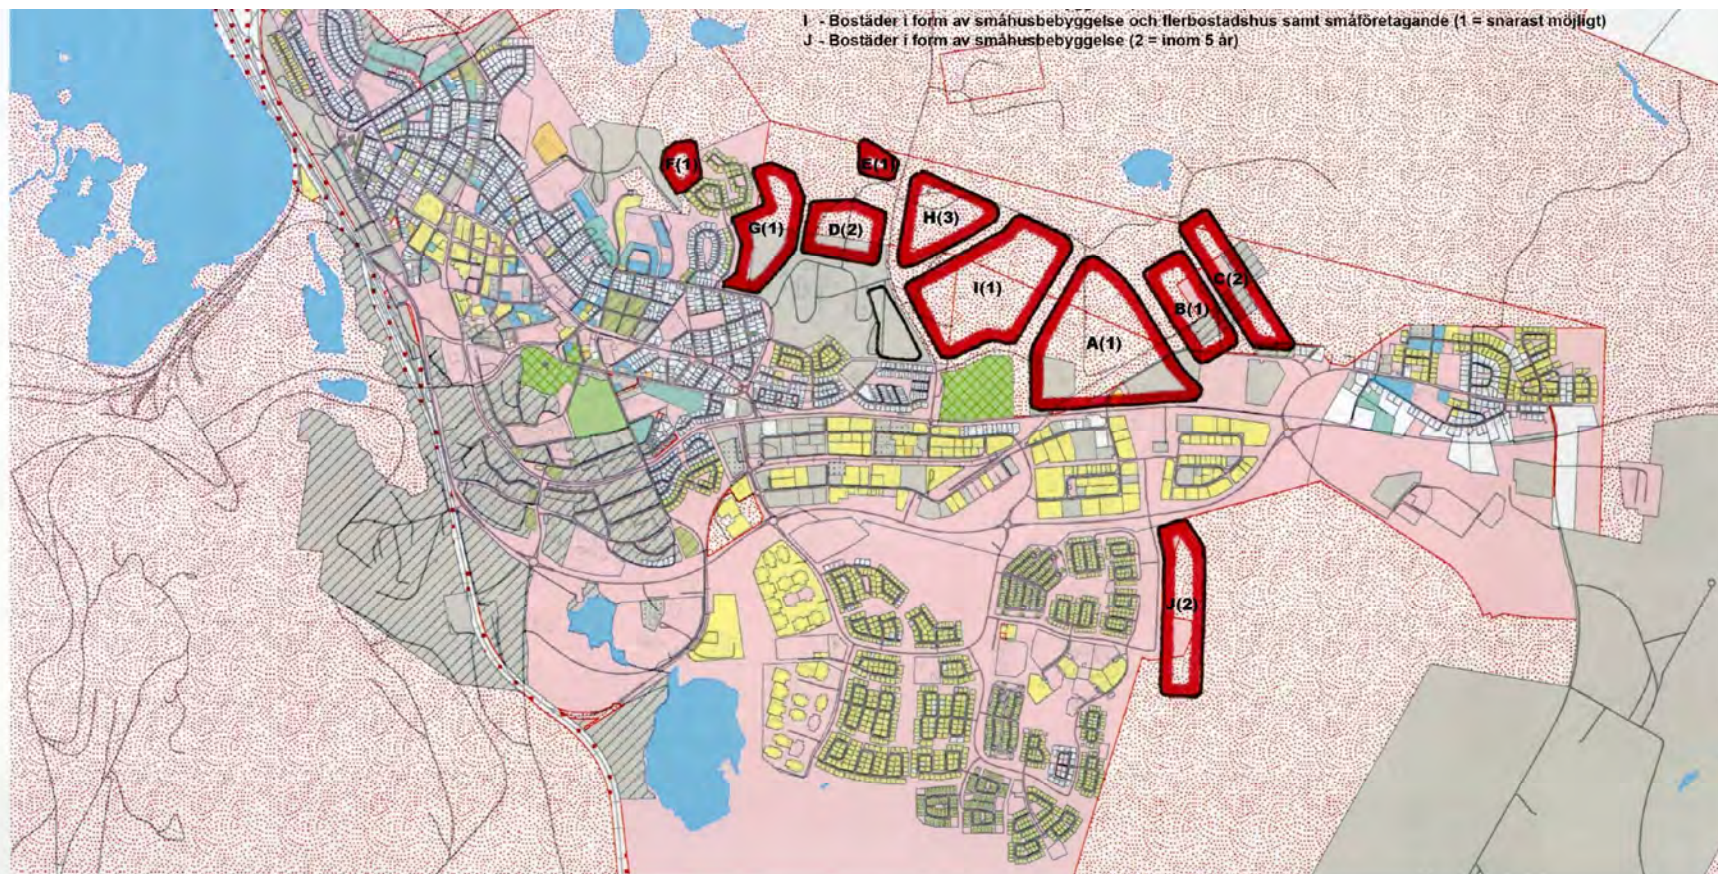 I - Bostäder i form av småhusbebyggelse och flerbostadshus samt småföretagande (1 = snarast möjligt)
J - Bostäder i form av småhusbebyggelse (2 = inom 5 år)
F(1)
E(1)
G(1)
D(2)
H(3)
I(1)
C(2)
B(1)
A(1)
J(2)